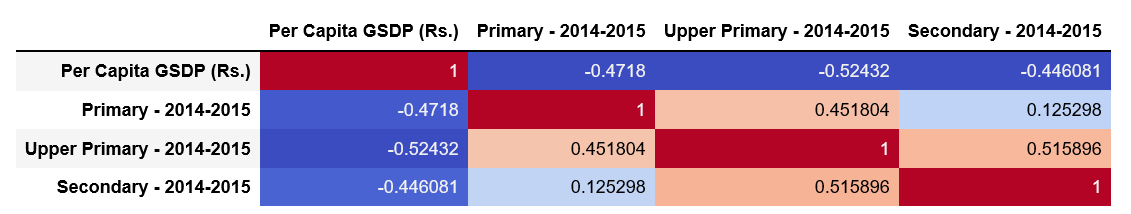 Per Capita GSDP (Rs.) Primary - 2014-2015 Upper Primary - 2014-2015 Secondary - 2014-2015
Per Capita GSDP (Rs.) 1 -0.4718 -0.52432 -0.446081
Primary - 2014-2015 -0.4718 1 0.451804 0.125298
Upper Primary - 2014-2015 -0.52432 0.451804 1 0.515896
Secondary - 2014-2015 -0.446081 0.125298 0.515896 1